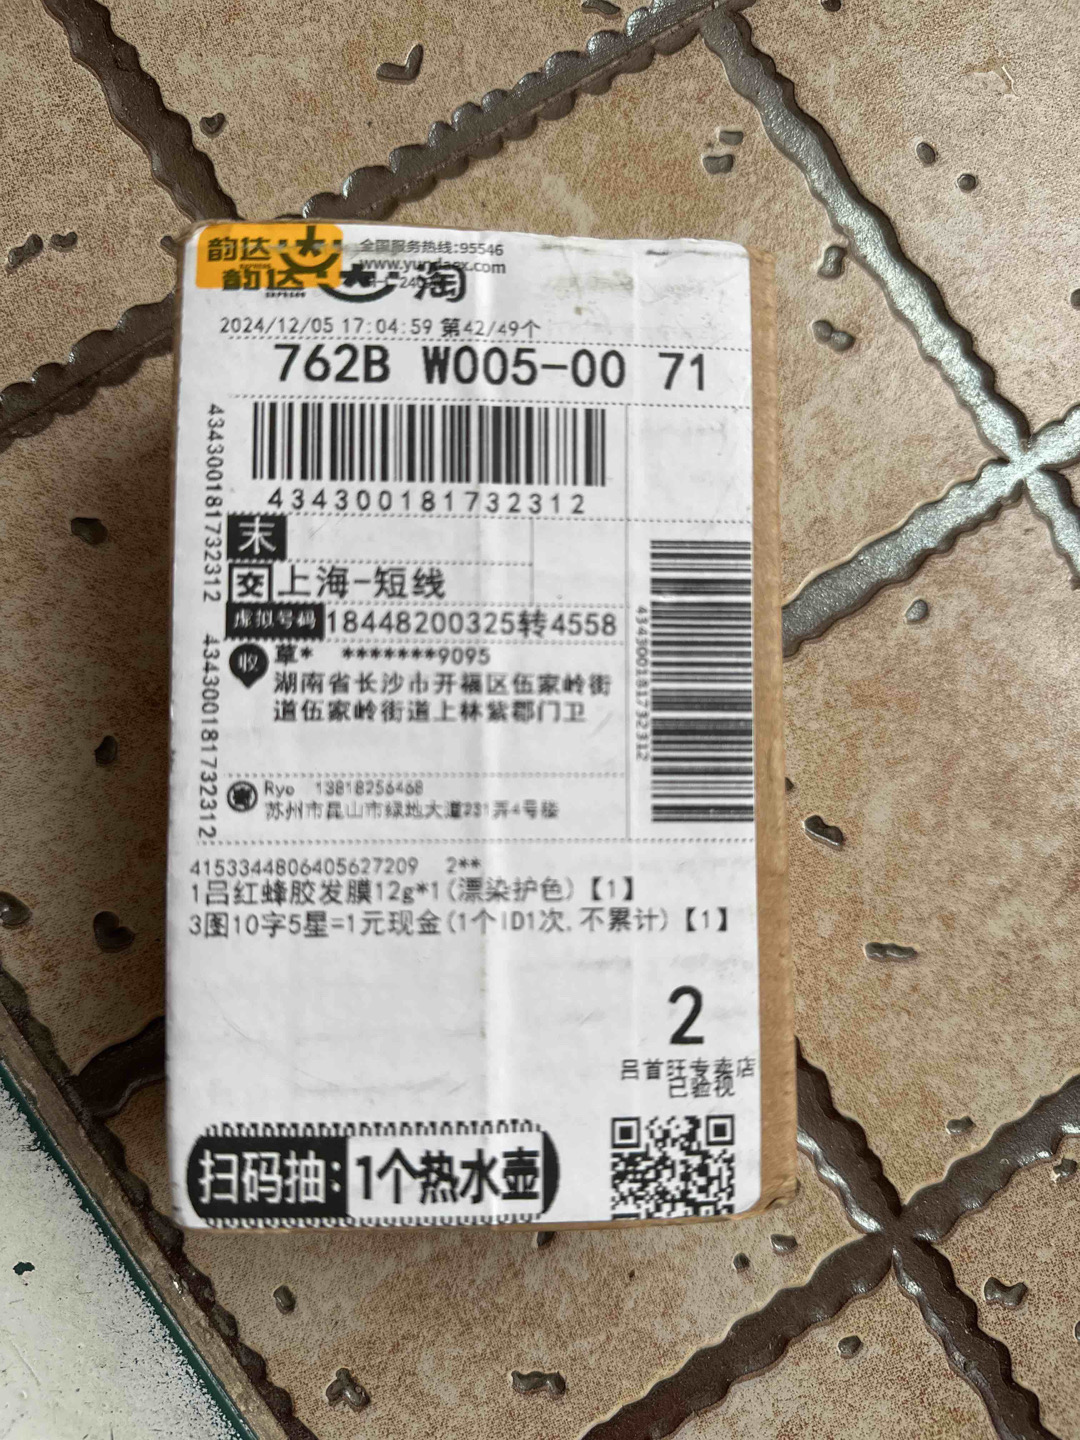 韵达
韵达
全国服务热线:95546
www.yundaex.com
淘
2024/12/05 17:04:59 第42/49个
762B W005-00 71
434300181732312
434300181732312
末
交 上海-短线
虚拟号码 18448200325转4558
434300181732312
434300181732312
收 草* *******9095
湖南省长沙市开福区伍家岭街
道伍家岭街道上林紫郡门卫
寄 Ryo 13818256468
苏州市昆山市绿地大道231弄4号楼
4153344806405627209 2**
1吕红蜂胶发膜12g*1(漂染护色)【1】
3图10字5星=1元现金(1个ID1次,不累计)【1】
2
吕首旺专卖店
已验视
扫码抽:1个热水壶